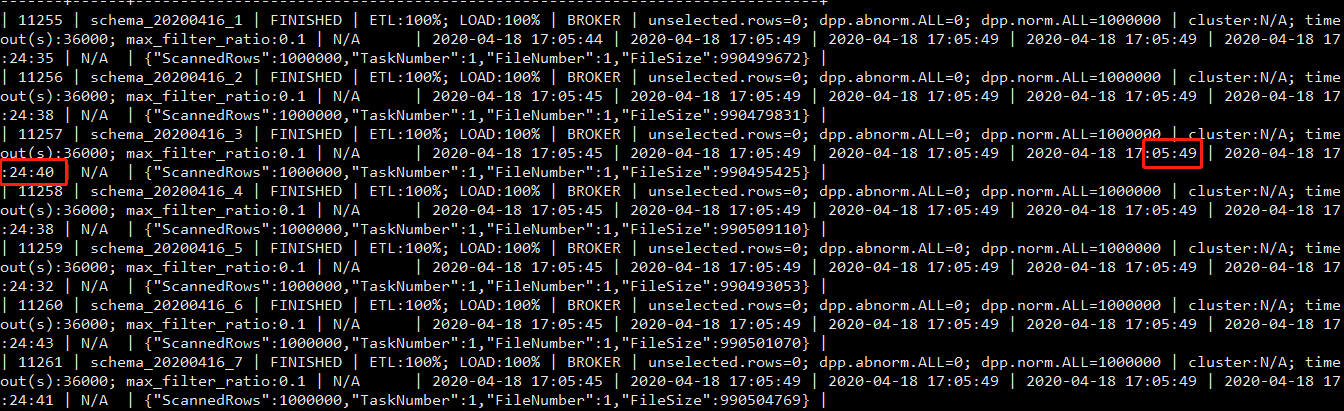 | 11255 | schema_20200416_1 | FINISHED | ETL:100%; LOAD:100% | BROKER | unselected.rows=0; dpp.abnorm.ALL=0; dpp.norm.ALL=1000000 | cluster:N/A; time
out(s):36000; max_filter_ratio:0.1 | N/A | 2020-04-18 17:05:44 | 2020-04-18 17:05:49 | 2020-04-18 17:05:49 | 2020-04-18 17:05:49 | 2020-04-18 17
:24:35 | N/A | {"ScannedRows":1000000,"TaskNumber":1,"FileNumber":1,"FileSize":990499672} |
| 11256 | schema_20200416_2 | FINISHED | ETL:100%; LOAD:100% | BROKER | unselected.rows=0; dpp.abnorm.ALL=0; dpp.norm.ALL=1000000 | cluster:N/A; time
out(s):36000; max_filter_ratio:0.1 | N/A | 2020-04-18 17:05:45 | 2020-04-18 17:05:49 | 2020-04-18 17:05:49 | 2020-04-18 17:05:49 | 2020-04-18 17
:24:38 | N/A | {"ScannedRows":1000000,"TaskNumber":1,"FileNumber":1,"FileSize":990479831} |
| 11257 | schema_20200416_3 | FINISHED | ETL:100%; LOAD:100% | BROKER | unselected.rows=0; dpp.abnorm.ALL=0; dpp.norm.ALL=1000000 | cluster:N/A; time
out(s):36000; max_filter_ratio:0.1 | N/A | 2020-04-18 17:05:45 | 2020-04-18 17:05:49 | 2020-04-18 17:05:49 | 2020-04-18 17:05:49 | 2020-04-18 17
:24:40 | N/A | {"ScannedRows":1000000,"TaskNumber":1,"FileNumber":1,"FileSize":990495425} |
| 11258 | schema_20200416_4 | FINISHED | ETL:100%; LOAD:100% | BROKER | unselected.rows=0; dpp.abnorm.ALL=0; dpp.norm.ALL=1000000 | cluster:N/A; time
out(s):36000; max_filter_ratio:0.1 | N/A | 2020-04-18 17:05:45 | 2020-04-18 17:05:49 | 2020-04-18 17:05:49 | 2020-04-18 17:05:49 | 2020-04-18 17
:24:38 | N/A | {"ScannedRows":1000000,"TaskNumber":1,"FileNumber":1,"FileSize":990509110} |
| 11259 | schema_20200416_5 | FINISHED | ETL:100%; LOAD:100% | BROKER | unselected.rows=0; dpp.abnorm.ALL=0; dpp.norm.ALL=1000000 | cluster:N/A; time
out(s):36000; max_filter_ratio:0.1 | N/A | 2020-04-18 17:05:45 | 2020-04-18 17:05:49 | 2020-04-18 17:05:49 | 2020-04-18 17:05:49 | 2020-04-18 17
:24:32 | N/A | {"ScannedRows":1000000,"TaskNumber":1,"FileNumber":1,"FileSize":990493053} |
| 11260 | schema_20200416_6 | FINISHED | ETL:100%; LOAD:100% | BROKER | unselected.rows=0; dpp.abnorm.ALL=0; dpp.norm.ALL=1000000 | cluster:N/A; time
out(s):36000; max_filter_ratio:0.1 | N/A | 2020-04-18 17:05:45 | 2020-04-18 17:05:49 | 2020-04-18 17:05:49 | 2020-04-18 17:05:49 | 2020-04-18 17
:24:43 | N/A | {"ScannedRows":1000000,"TaskNumber":1,"FileNumber":1,"FileSize":990501070} |
| 11261 | schema_20200416_7 | FINISHED | ETL:100%; LOAD:100% | BROKER | unselected.rows=0; dpp.abnorm.ALL=0; dpp.norm.ALL=1000000 | cluster:N/A; time
out(s):36000; max_filter_ratio:0.1 | N/A | 2020-04-18 17:05:45 | 2020-04-18 17:05:49 | 2020-04-18 17:05:49 | 2020-04-18 17:05:49 | 2020-04-18 17
:24:41 | N/A | {"ScannedRows":1000000,"TaskNumber":1,"FileNumber":1,"FileSize":990504769} |